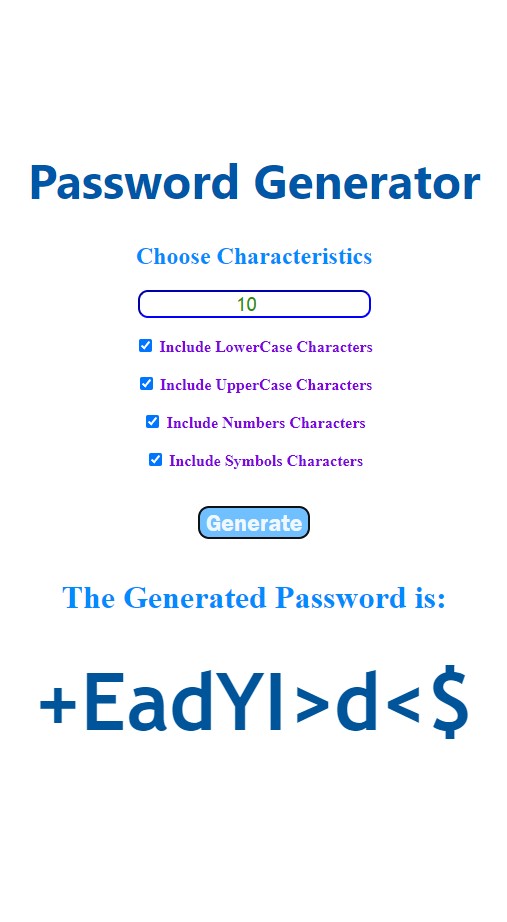 Password Generator
Choose Characteristics
10
Include LowerCase Characters
Include UpperCase Characters
Include Numbers Characters
Include Symbols Characters
Generate
The Generated Password is:
+EadYI>d<$